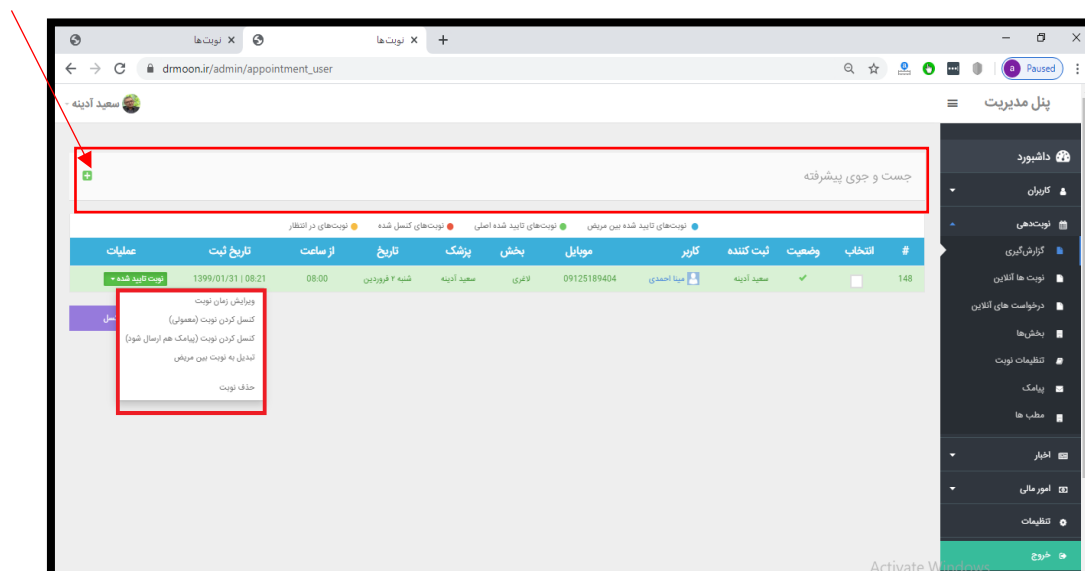 نوبت‌ها
نوبت‌ها
drmoon.ir/admin/appointment_user
a Paused
پنل مدیریت
سعید آدینه -
جست و جوی پیشرفته
نوبت‌های تایید شده بین مریض نوبت‌های تایید شده اصلی نوبت‌های کنسل شده نوبت‌های در انتظار
# انتخاب وضعیت ثبت کننده کاربر موبایل بخش پزشک تاریخ از ساعت تاریخ ثبت عملیات
148 سعید آدینه مینا احمدی 09125189404 لاغری سعید آدینه شنبه ۲ فروردین 08:00 1399/01/31 | 08:21 نوبت تایید شده
ویرایش زمان نوبت
کنسل کردن نوبت (معمولی)
کنسل کردن نوبت (پیامک هم ارسال شود)
تبدیل به نوبت بین مریض
حذف نوبت
داشبورد
کاربران
نوبت‌دهی
گزارش‌گیری
نوبت ها آنلاین
درخواست های آنلاین
بخش‌ها
تنظیمات نوبت
پیامک
مطب ها
اخبار
امور مالی
تنظیمات
خروج
Activate Windows